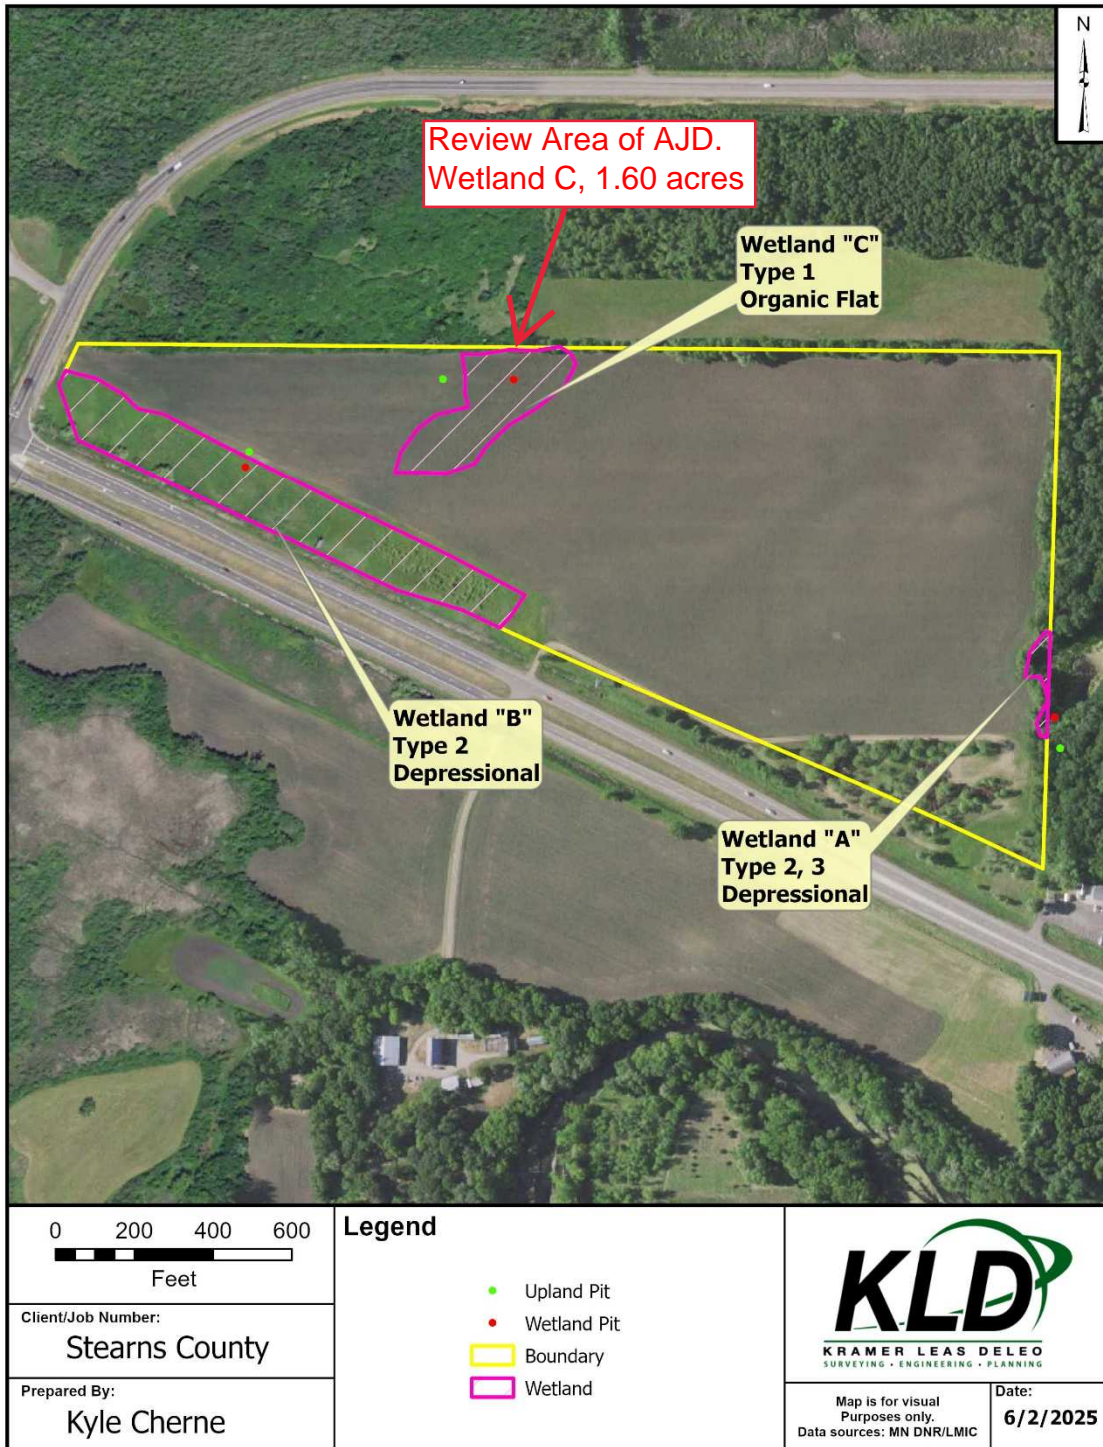 N
Review Area of AJD.
Wetland C, 1.60 acres
Wetland "C"
Type 1
Organic Flat
Wetland "B"
Type 2
Depressional
Wetland "A"
Type 2, 3
Depressional
0 200 400 600
Feet
Client/Job Number:
Stearns County
Prepared By:
Kyle Cherne
Legend
Upland Pit
Wetland Pit
Boundary
Wetland
KLD
KRAMER LEAS DELEO
SURVEYING • ENGINEERING • PLANNING
Map is for visual
Purposes only.
Data sources: MN DNR/LMIC
Date:
6/2/2025